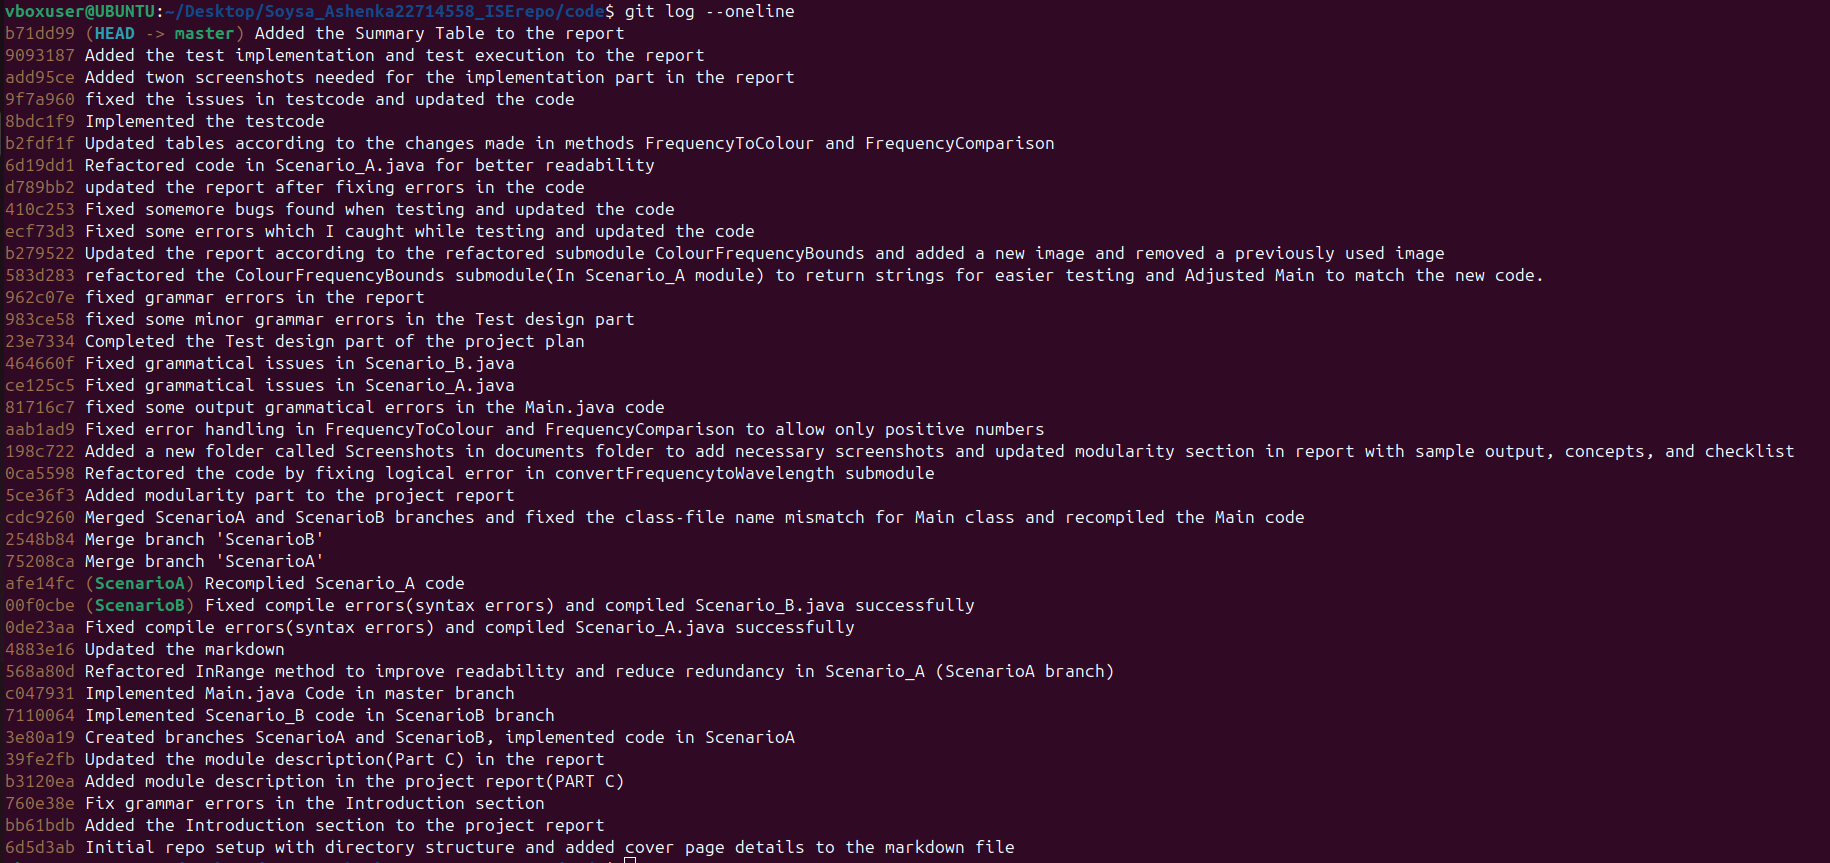 vboxuser@UBUNTU:~/Desktop/Soysa_Ashenka22714558_ISErepo/code$ git log --oneline
b71dd99 (HEAD -> master) Added the Summary Table to the report
9093187 Added the test implementation and test execution to the report
add95ce Added twon screenshots needed for the implementation part in the report
9f7a960 fixed the issues in testcode and updated the code
8bdc1f9 Implemented the testcode
b2fdf1f Updated tables according to the changes made in methods FrequencyToColour and FrequencyComparison
6d19dd1 Refactored code in Scenario_A.java for better readability
d789bb2 updated the report after fixing errors in the code
410c253 Fixed somemore bugs found when testing and updated the code
ecf73d3 Fixed some errors which I caught while testing and updated the code
b279522 Updated the report according to the refactored submodule ColourFrequencyBounds and added a new image and removed a previously used image
583d283 refactored the ColourFrequencyBounds submodule(In Scenario_A module) to return strings for easier testing and Adjusted Main to match the new code.
962c07e fixed grammar errors in the report
983ce58 fixed some minor grammar errors in the Test design part
23e7334 Completed the Test design part of the project plan
464660f Fixed grammatical issues in Scenario_B.java
ce125c5 Fixed grammatical issues in Scenario_A.java
81716c7 fixed some output grammatical errors in the Main.java code
aab1ad9 Fixed error handling in FrequencyToColour and FrequencyComparison to allow only positive numbers
198c722 Added a new folder called Screenshots in documents folder to add necessary screenshots and updated modularity section in report with sample output, concepts, and checklist
0ca5598 Refactored the code by fixing logical error in convertFrequencytoWavelength submodule
5ce36f3 Added modularity part to the project report
cdc9260 Merged ScenarioA and ScenarioB branches and fixed the class-file name mismatch for Main class and recompiled the Main code
2548b84 Merge branch 'ScenarioB'
75208ca Merge branch 'ScenarioA'
afe14fc (ScenarioA) Recomplied Scenario_A code
00f0cbe (ScenarioB) Fixed compile errors(syntax errors) and compiled Scenario_B.java successfully
0de23aa Fixed compile errors(syntax errors) and compiled Scenario_A.java successfully
4883e16 Updated the markdown
568a80d Refactored InRange method to improve readability and reduce redundancy in Scenario_A (ScenarioA branch)
c047931 Implemented Main.java Code in master branch
7110064 Implemented Scenario_B code in ScenarioB branch
3e80a19 Created branches ScenarioA and ScenarioB, implemented code in ScenarioA
39fe2fb Updated the module description(Part C) in the report
b3120ea Added module description in the project report(PART C)
760e38e Fix grammar errors in the Introduction section
bb61bdb Added the Introduction section to the project report
6d5d3ab Initial repo setup with directory structure and added cover page details to the markdown file